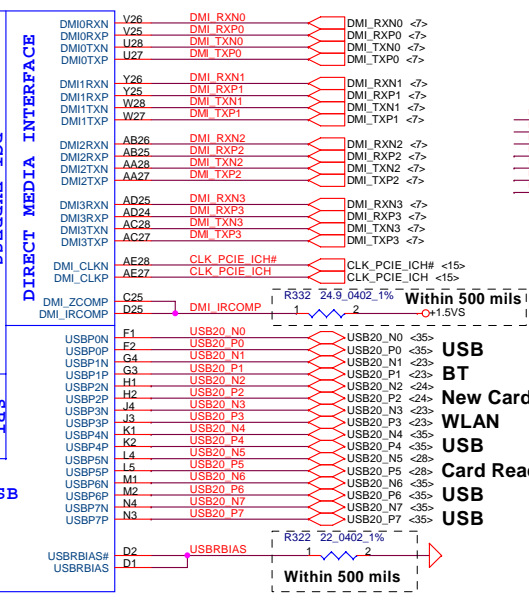 DMI0RXN V26 DMI_RXN0 DMI_RXN0 <7>
DMI0RXP V25 DMI_RXP0 DMI_RXP0 <7>
DMI0TXN U28 DMI_TXN0 DMI_TXN0 <7>
DMI0TXP U27 DMI_TXP0 DMI_TXP0 <7>
DMI1RXN Y26 DMI_RXN1 DMI_RXN1 <7>
DMI1RXP Y25 DMI_RXP1 DMI_RXP1 <7>
DMI1TXN W28 DMI_TXN1 DMI_TXN1 <7>
DMI1TXP W27 DMI_TXP1 DMI_TXP1 <7>
DMI2RXN AB26 DMI_RXN2 DMI_RXN2 <7>
DMI2RXP AB25 DMI_RXP2 DMI_RXP2 <7>
DMI2TXN AA28 DMI_TXN2 DMI_TXN2 <7>
DMI2TXP AA27 DMI_TXP2 DMI_TXP2 <7>
DMI3RXN AD25 DMI_RXN3 DMI_RXN3 <7>
DMI3RXP AD24 DMI_RXP3 DMI_RXP3 <7>
DMI3TXN AC28 DMI_TXN3 DMI_TXN3 <7>
DMI3TXP AC27 DMI_TXP3 DMI_TXP3 <7>
DIRECT MEDIA INTERFACE
DMI_CLKN AE28 CLK_PCIE_ICH# CLK_PCIE_ICH# <15>
DMI_CLKP AE27 CLK_PCIE_ICH CLK_PCIE_ICH <15>
DMI_ZCOMP C25 R332 24.9_0402_1% Within 500 mils
DMI_IRCOMP D25 DMI_IRCOMP 1 2 +1.5VS
USBP0N F1 USB20_N0 USB20_N0 <35>
USBP0P F2 USB20_P0 USB20_P0 <35> USB
USBP1N G4 USB20_N1 USB20_N1 <23>
USBP1P G3 USB20_P1 USB20_P1 <23> BT
USBP2N H1 USB20_N2 USB20_N2 <24>
USBP2P H2 USB20_P2 USB20_P2 <24> New Card
USBP3N J4 USB20_N3 USB20_N3 <23>
USBP3P J3 USB20_P3 USB20_P3 <23> WLAN
USBP4N K1 USB20_N4 USB20_N4 <35>
USBP4P K2 USB20_P4 USB20_P4 <35> USB
USBP5N L4 USB20_N5 USB20_N5 <28>
USBP5P L5 USB20_P5 USB20_P5 <28> Card Rea
USBP6N M1 USB20_N6 USB20_N6 <35>
USBP6P M2 USB20_P6 USB20_P6 <35> USB
USBP7N N4 USB20_N7 USB20_N7 <35>
USBP7P N3 USB20_P7 USB20_P7 <35> USB
SB
R322 22_0402_1%
USBRBIAS# D2 USBRBIAS 1 2
USBRBIAS D1
Within 500 mils